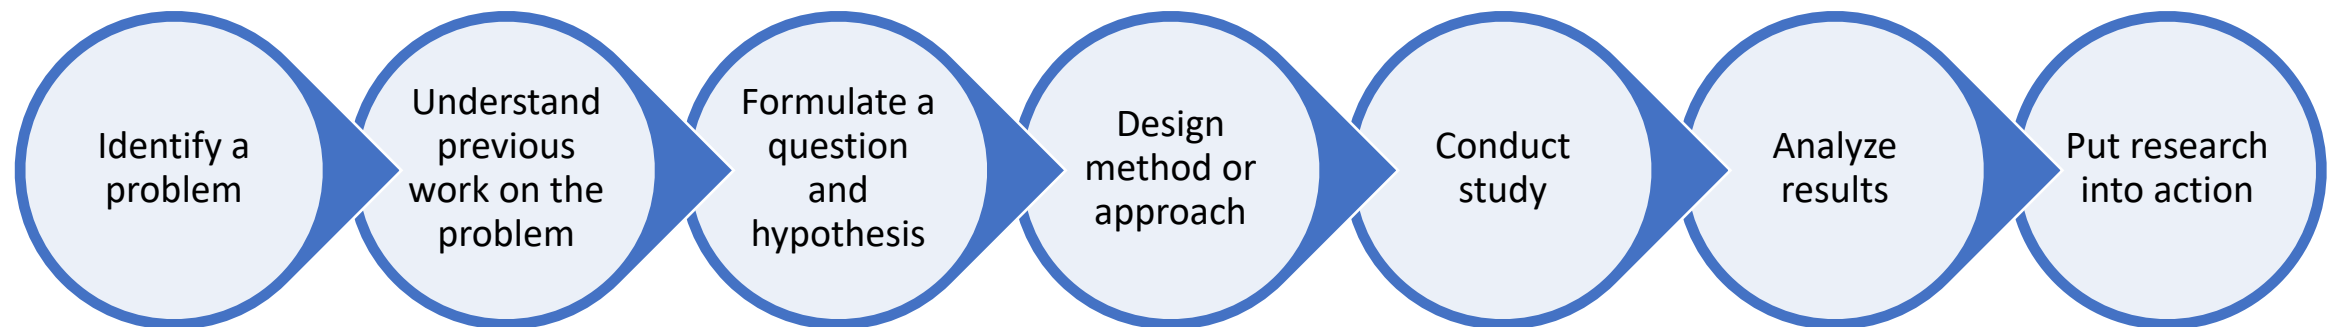 Identify a
problem
Understand
previous
work on the
problem
Formulate a
question
and
hypothesis
Design
method or
approach
Conduct
study
Analyze
results
Put research
into action